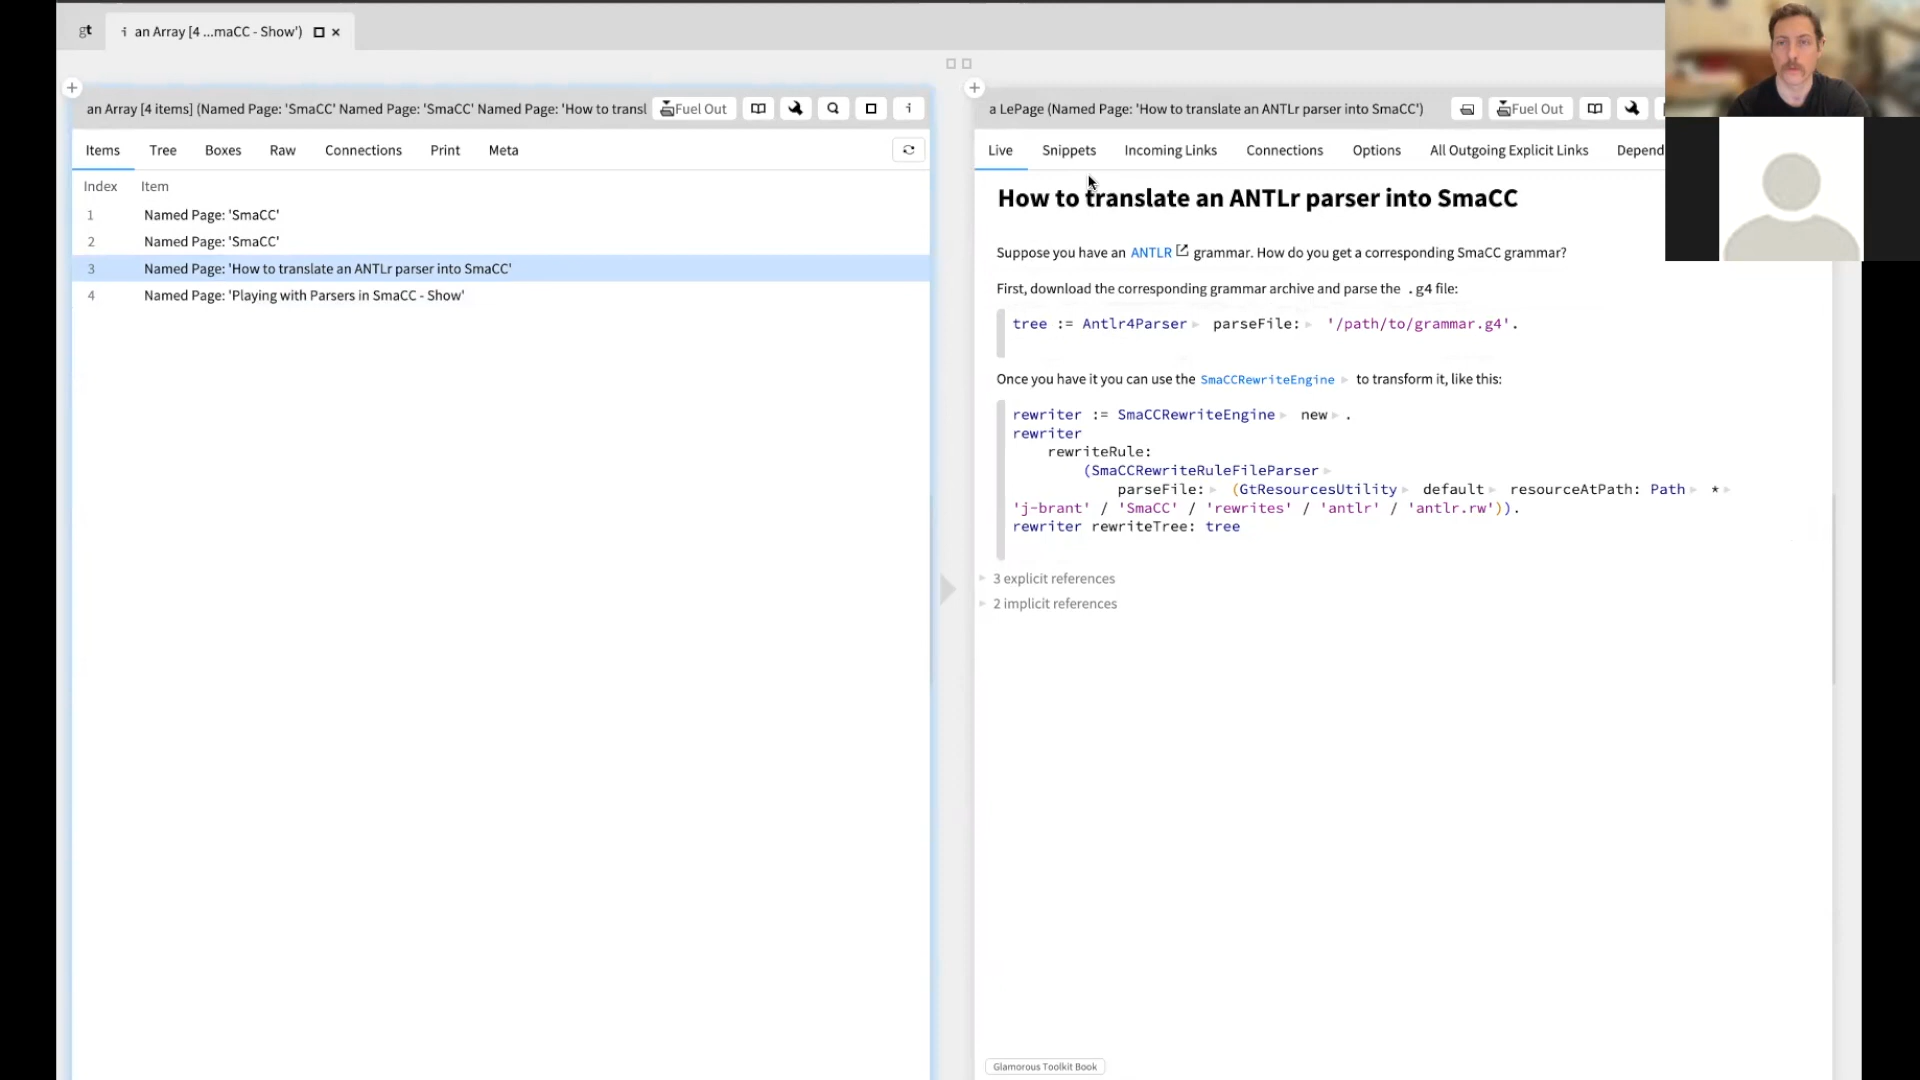 gt
i an Array [4 ...maCC - Show')
an Array [4 items] (Named Page: 'SmaCC' Named Page: 'SmaCC' Named Page: 'How to transl
Fuel Out
i
Items Tree Boxes Raw Connections Print Meta
Index Item
1 Named Page: 'SmaCC'
2 Named Page: 'SmaCC'
3 Named Page: 'How to translate an ANTLr parser into SmaCC'
4 Named Page: 'Playing with Parsers in SmaCC - Show'
a LePage (Named Page: 'How to translate an ANTLr parser into SmaCC')
Fuel Out
Live Snippets Incoming Links Connections Options All Outgoing Explicit Links Depend
How to translate an ANTLr parser into SmaCC
Suppose you have an ANTLR grammar. How do you get a corresponding SmaCC grammar?
First, download the corresponding grammar archive and parse the .g4 file:
tree := Antlr4Parser parseFile: '/path/to/grammar.g4'.
Once you have it you can use the SmaCCRewriteEngine to transform it, like this:
rewriter := SmaCCRewriteEngine new .
rewriter
rewriteRule:
(SmaCCRewriteRuleFileParser
parseFile: (GtResourcesUtility default resourceAtPath: Path *
'j-brant' / 'SmaCC' / 'rewrites' / 'antlr' / 'antlr.rw')).
rewriter rewriteTree: tree
3 explicit references
2 implicit references
Glamorous Toolkit Book